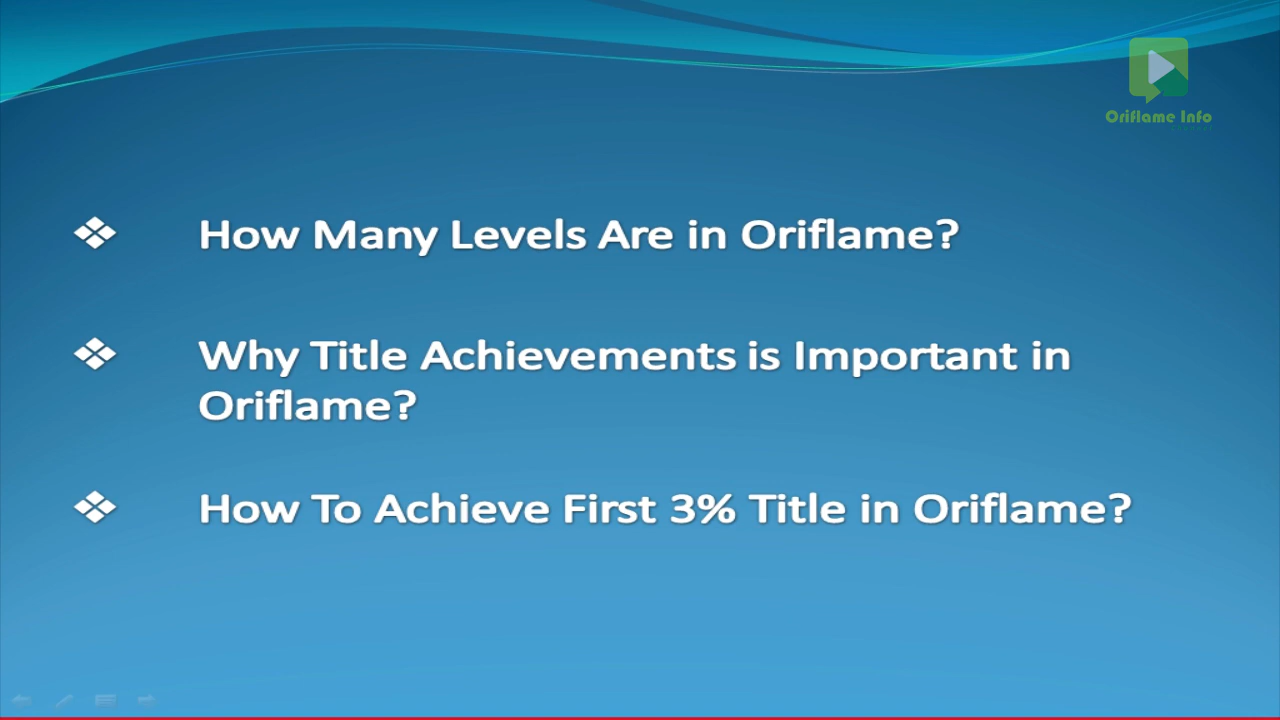 Oriflame Info
How Many Levels Are in Oriflame?
Why Title Achievements is Important in
Oriflame?
How To Achieve First 3% Title in Oriflame?